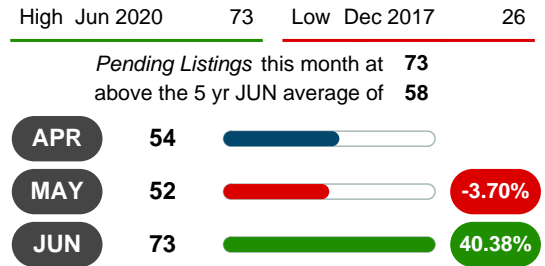 High Jun 2020 73 Low Dec 2017 26
Pending Listings this month at 73
above the 5 yr JUN average of 58
APR 54
MAY 52 -3.70%
JUN 73 40.38%